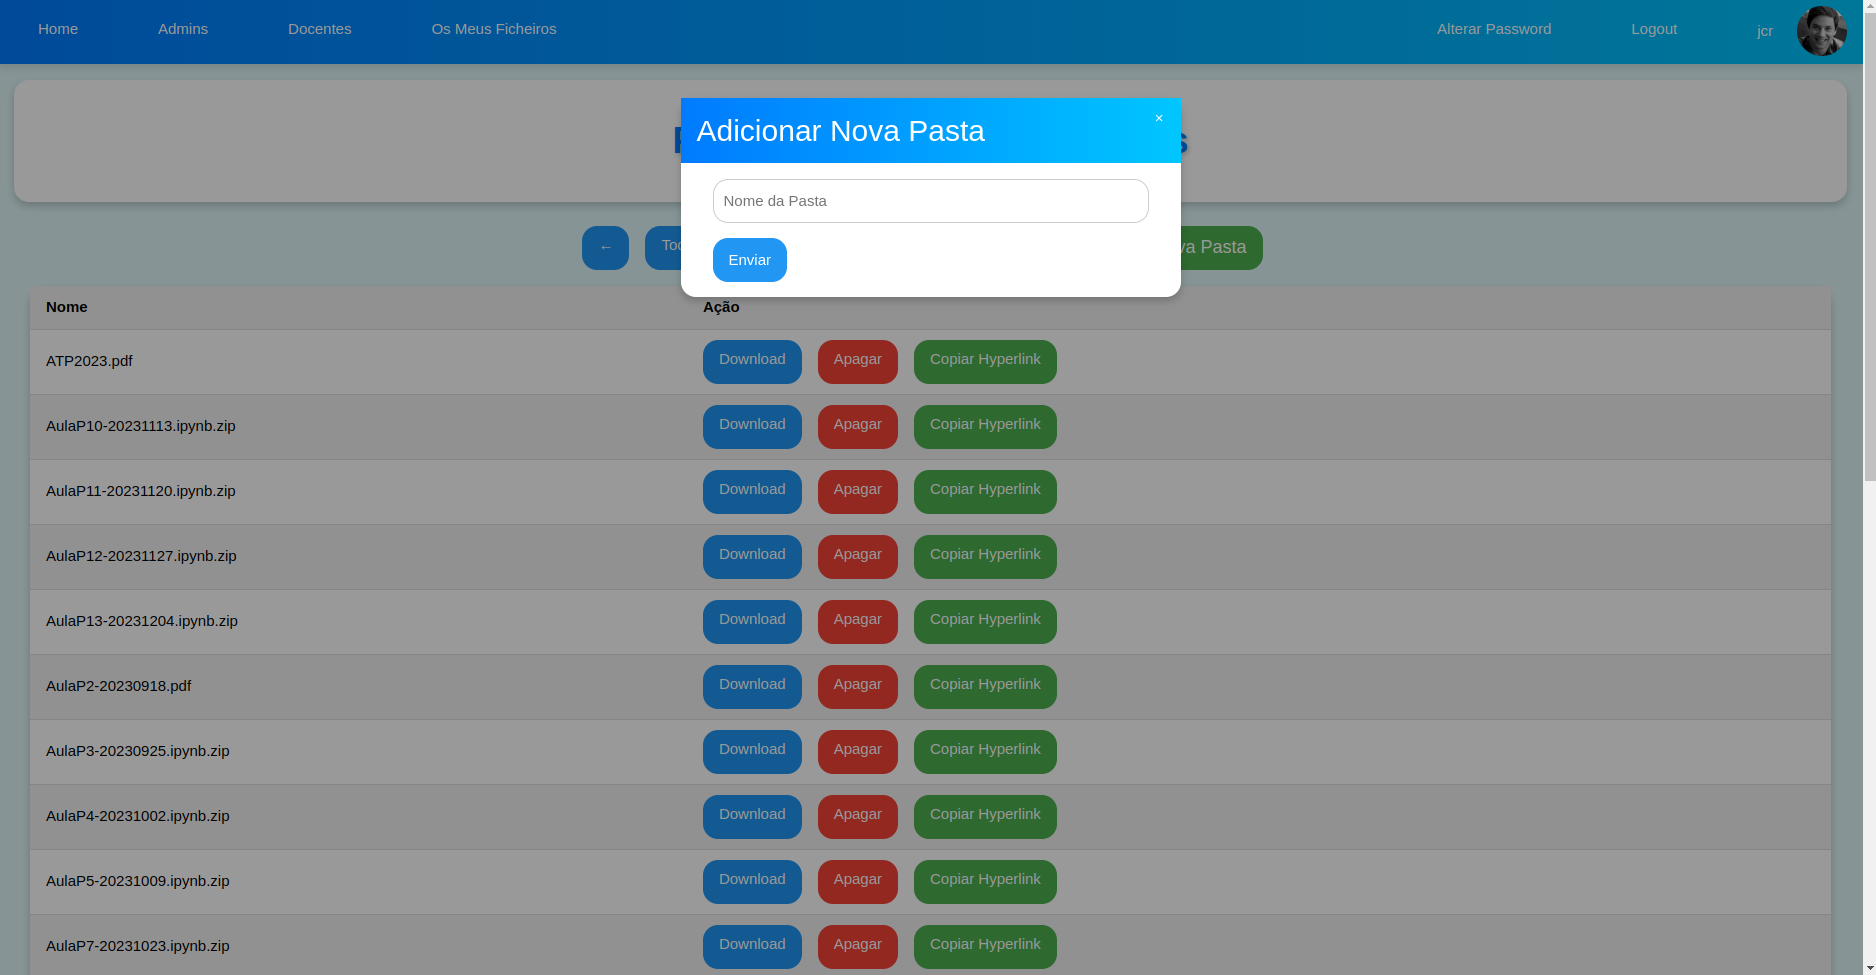 Home Admins Docentes Os Meus Ficheiros Alterar Password Logout jcr
Adicionar Nova Pasta ×
Nome da Pasta
← Pasta
Enviar
Nome Ação
ATP2023.pdf Download Apagar Copiar Hyperlink
AulaP10-20231113.ipynb.zip Download Apagar Copiar Hyperlink
AulaP11-20231120.ipynb.zip Download Apagar Copiar Hyperlink
AulaP12-20231127.ipynb.zip Download Apagar Copiar Hyperlink
AulaP13-20231204.ipynb.zip Download Apagar Copiar Hyperlink
AulaP2-20230918.pdf Download Apagar Copiar Hyperlink
AulaP3-20230925.ipynb.zip Download Apagar Copiar Hyperlink
AulaP4-20231002.ipynb.zip Download Apagar Copiar Hyperlink
AulaP5-20231009.ipynb.zip Download Apagar Copiar Hyperlink
AulaP7-20231023.ipynb.zip Download Apagar Copiar Hyperlink